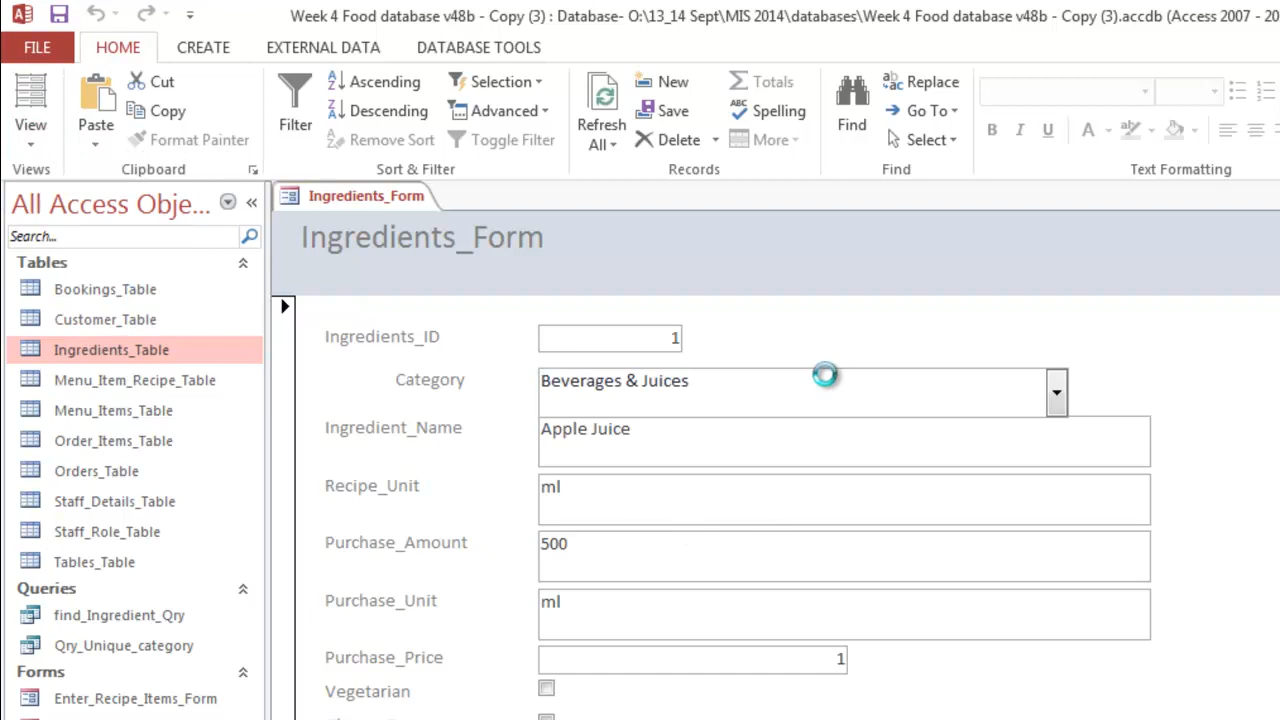 Week 4 Food database v48b - Copy (3) : Database- O:\13_14 Sept\MIS 2014\databases\Week 4 Food database v48b - Copy (3).accdb (Access 2007 - 20
FILE HOME CREATE EXTERNAL DATA DATABASE TOOLS
View
Views
Paste
Cut
Copy
Format Painter
Clipboard
Filter
Ascending
Descending
Remove Sort
Selection
Advanced
Toggle Filter
Sort & Filter
Refresh
All
New
Save
Delete
Totals
Spelling
More
Records
Find
Replace
Go To
Select
Find
B I U A
Text Formatting
All Access Obje...
Search...
Tables
Bookings_Table
Customer_Table
Ingredients_Table
Menu_Item_Recipe_Table
Menu_Items_Table
Order_Items_Table
Orders_Table
Staff_Details_Table
Staff_Role_Table
Tables_Table
Queries
find_Ingredient_Qry
Qry_Unique_category
Forms
Enter_Recipe_Items_Form
Ingredients_Form
Ingredients_Form
Ingredients_ID 1
Category Beverages & Juices
Ingredient_Name Apple Juice
Recipe_Unit ml
Purchase_Amount 500
Purchase_Unit ml
Purchase_Price 1
Vegetarian